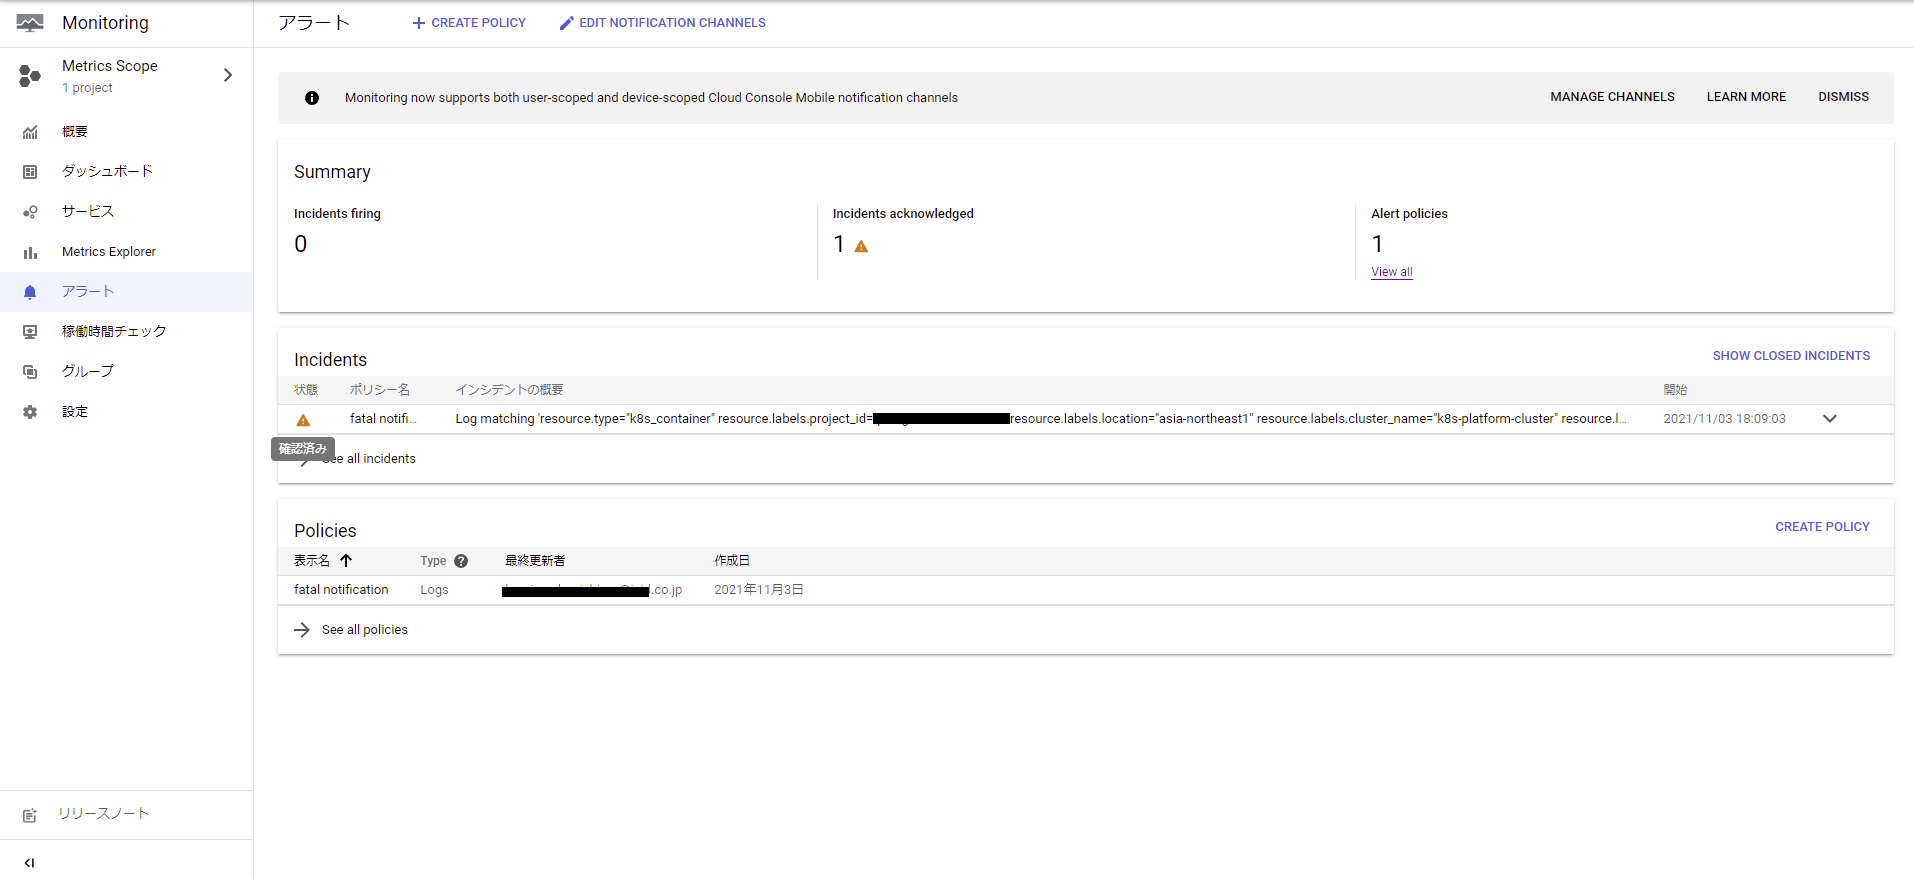 Monitoring
Metrics Scope
1 project
概要
ダッシュボード
サービス
Metrics Explorer
アラート
稼働時間チェック
グループ
設定
リリースノート
アラート
CREATE POLICY
EDIT NOTIFICATION CHANNELS
Monitoring now supports both user-scoped and device-scoped Cloud Console Mobile notification channels
MANAGE CHANNELS
LEARN MORE
DISMISS
Summary
Incidents firing
0
Incidents acknowledged
1
Alert policies
1
View all
Incidents
SHOW CLOSED INCIDENTS
状態 ポリシー名 インシデントの概要 開始
fatal notifi... Log matching 'resource.type="k8s_container" resource.labels.project_id= resource.labels.location="asia-northeast1" resource.labels.cluster_name="k8s-platform-cluster" resource.l... 2021/11/03 18:09:03
確認済み
See all incidents
Policies
CREATE POLICY
表示名 Type 最終更新者 作成日
fatal notification Logs .co.jp 2021年11月3日
See all policies